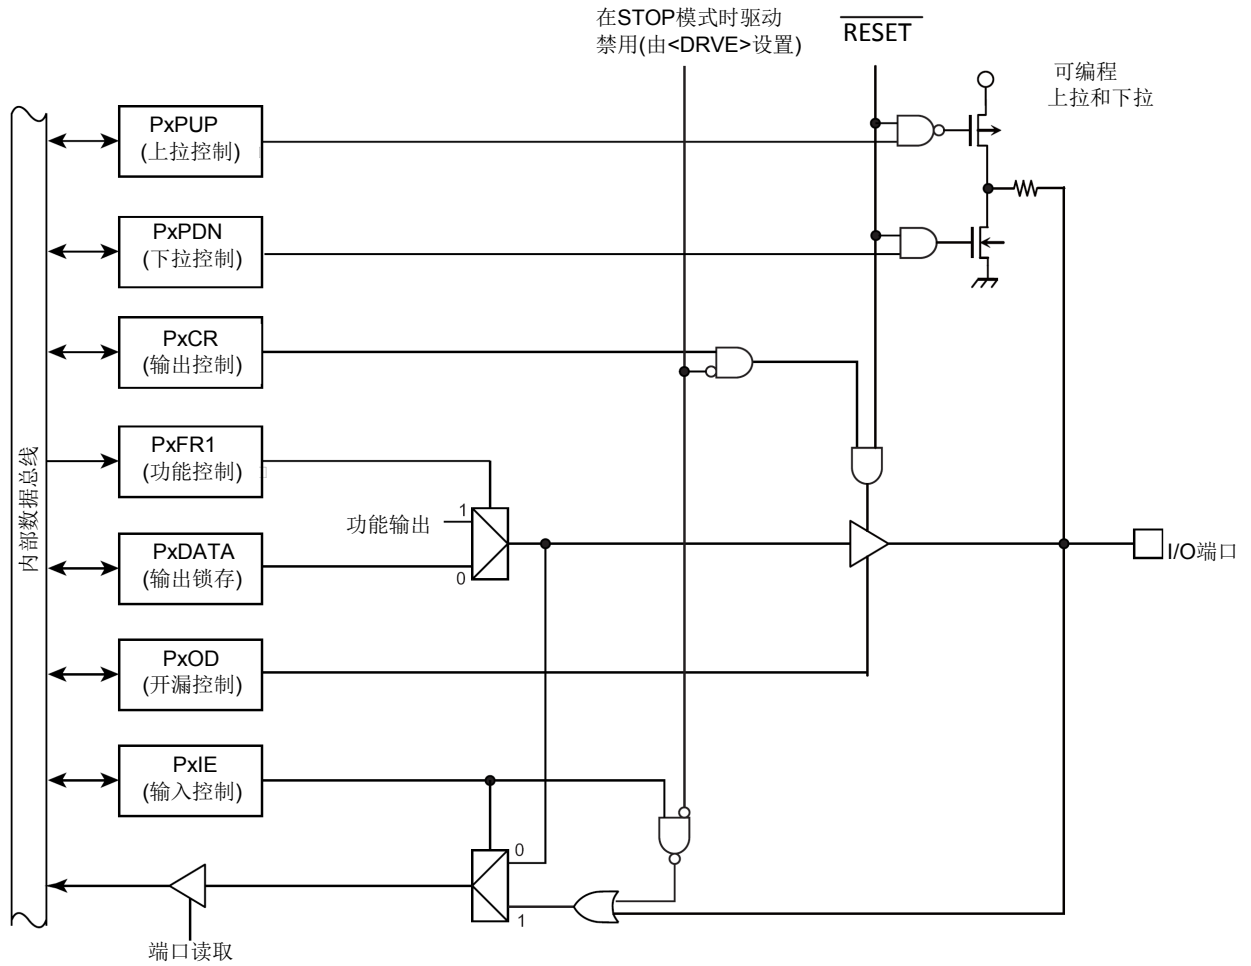 在STOP模式时驱动
禁用(由<DRVE>设置)
RESET
可编程
上拉和下拉
PxPUP
(上拉控制)
PxPDN
(下拉控制)
PxCR
(输出控制)
PxFR1
(功能控制)
内部数据总线
功能输出
1
0
PxDATA
(输出锁存)
I/O端口
PxOD
(开漏控制)
PxIE
(输入控制)
0
1
端口读取